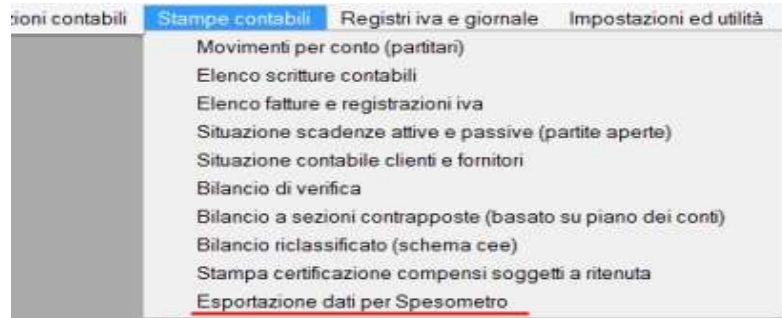 zioni contabili Stampe contabili Registri iva e giornale Impostazioni ed utilità
Movimenti per conto (partitari)
Elenco scritture contabili
Elenco fatture e registrazioni iva
Situazione scadenze attive e passive (partite aperte)
Situazione contabile clienti e fornitori
Bilancio di verifica
Bilancio a sezioni contrapposte (basato su piano dei conti)
Bilancio riclassificato (schema cee)
Stampa certificazione compensi soggetti a ritenuta
Esportazione dati per Spesometro